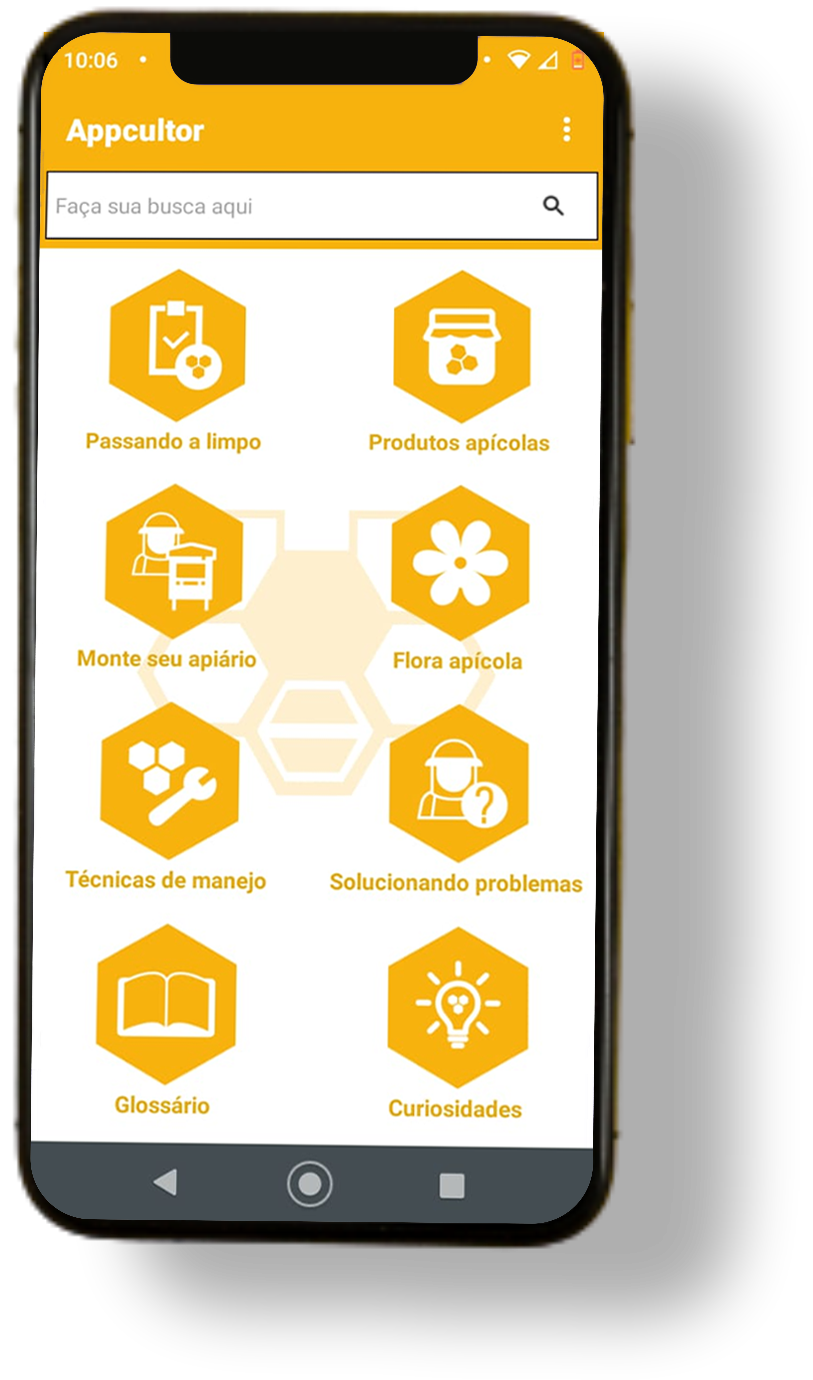 10:06
Appcultor
Faça sua busca aqui
Passando a limpo
Produtos apícolas
Monte seu apiário
Flora apícola
Técnicas de manejo
Solucionando problemas
?
Glossário
Curiosidades